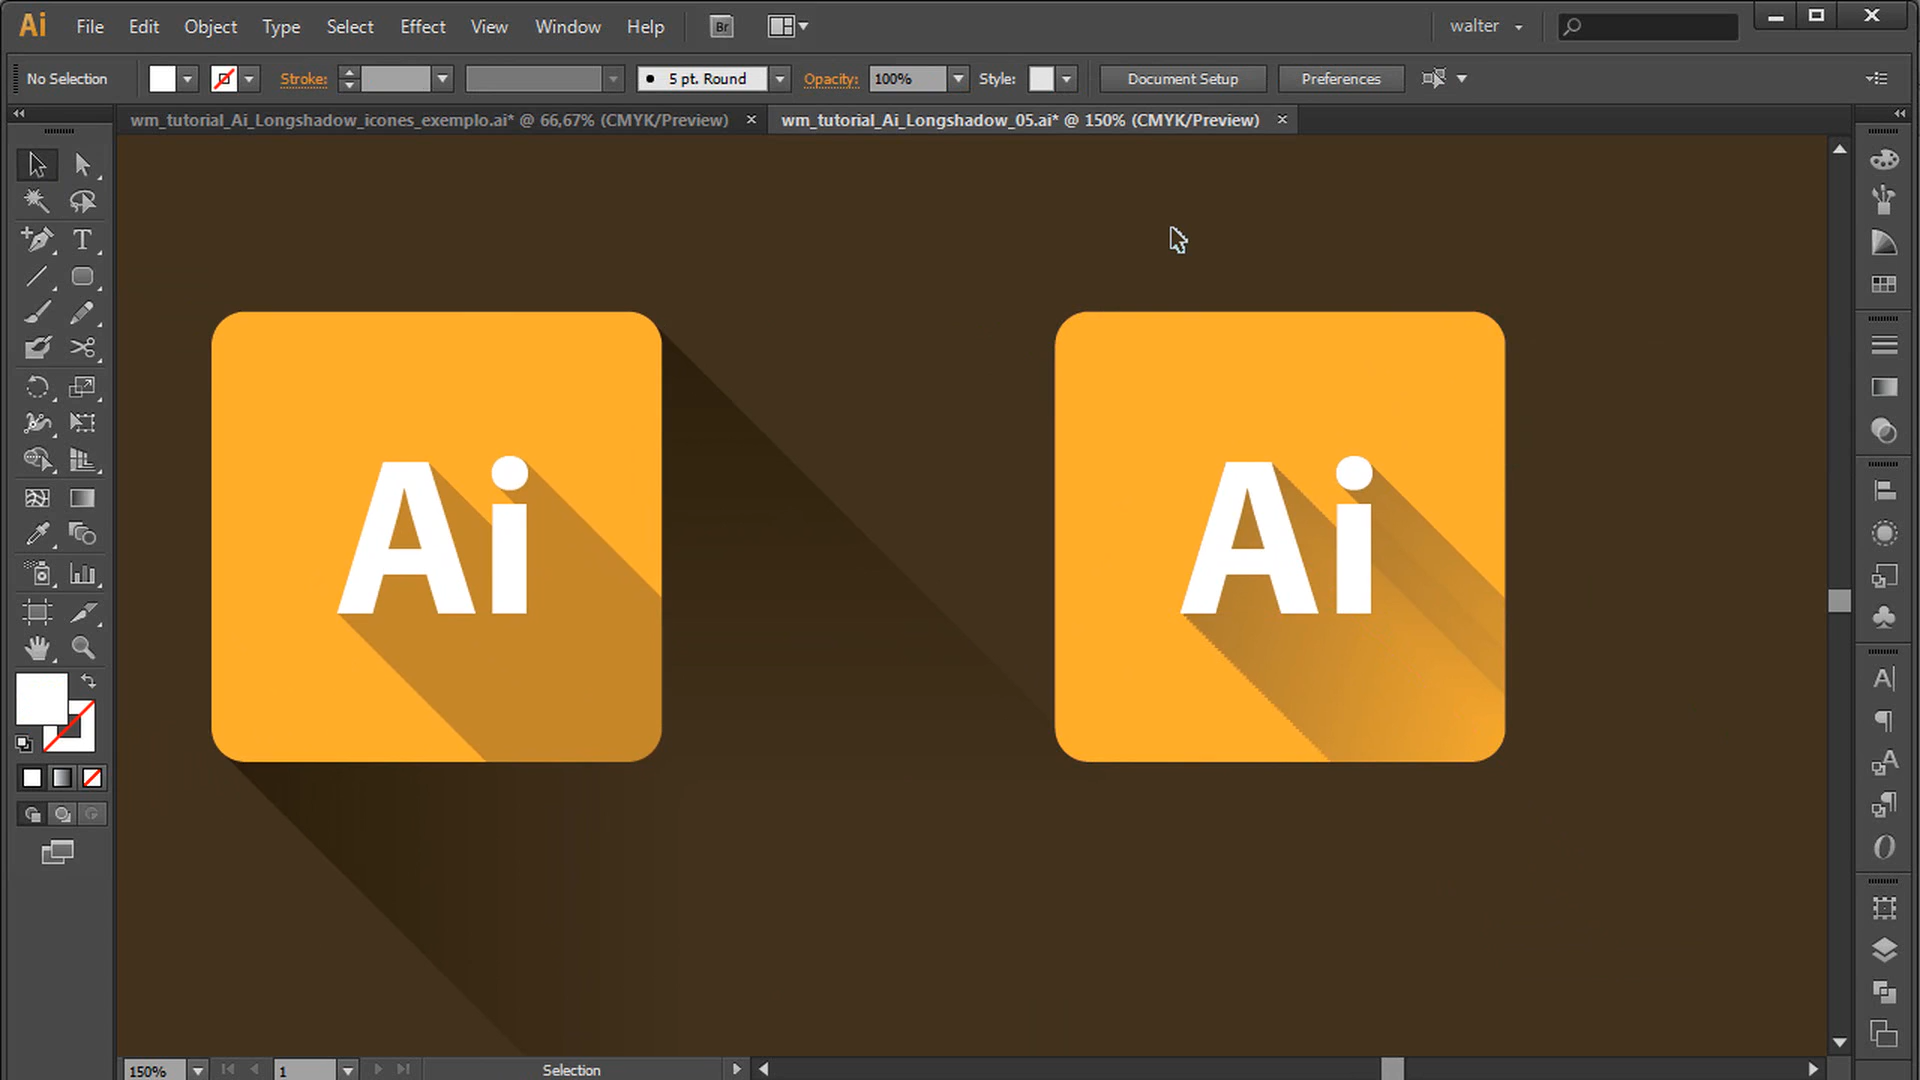 Ai File Edit Object Type Select Effect View Window Help Br walter
No Selection Stroke: 5 pt. Round Opacity: 100% Style: Document Setup Preferences
wm_tutorial_Ai_Longshadow_icones_exemplo.ai* @ 66,67% (CMYK/Preview) × wm_tutorial_Ai_Longshadow_05.ai* @ 150% (CMYK/Preview) ×
Ai Ai
150% 1 Selection